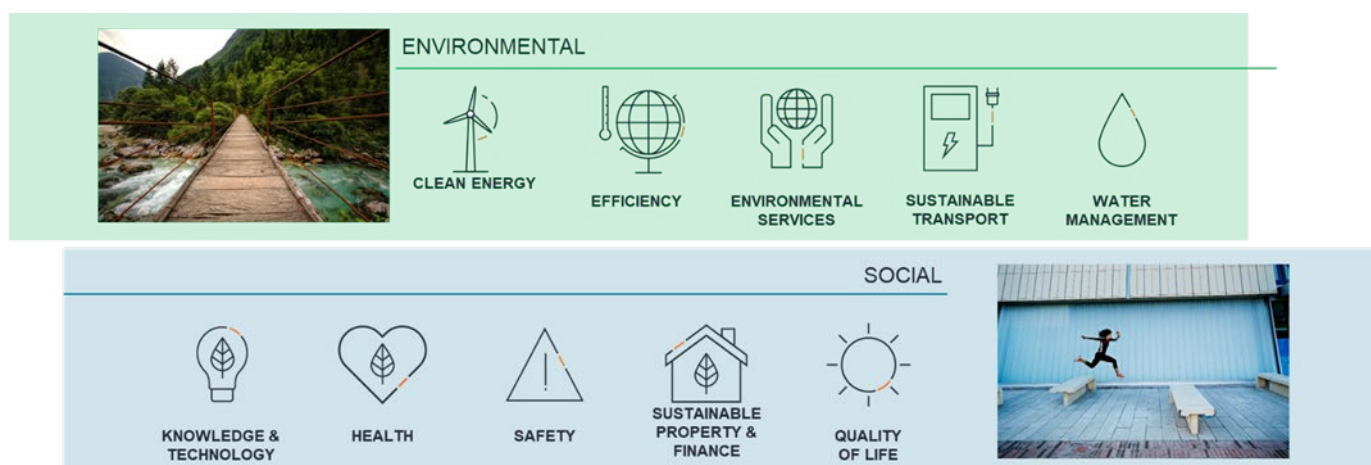 ENVIRONMENTAL
CLEAN ENERGY
EFFICIENCY
ENVIRONMENTAL
SERVICES
SUSTAINABLE
TRANSPORT
WATER
MANAGEMENT
SOCIAL
KNOWLEDGE &
TECHNOLOGY
HEALTH
SAFETY
SUSTAINABLE
PROPERTY &
FINANCE
QUALITY
OF LIFE